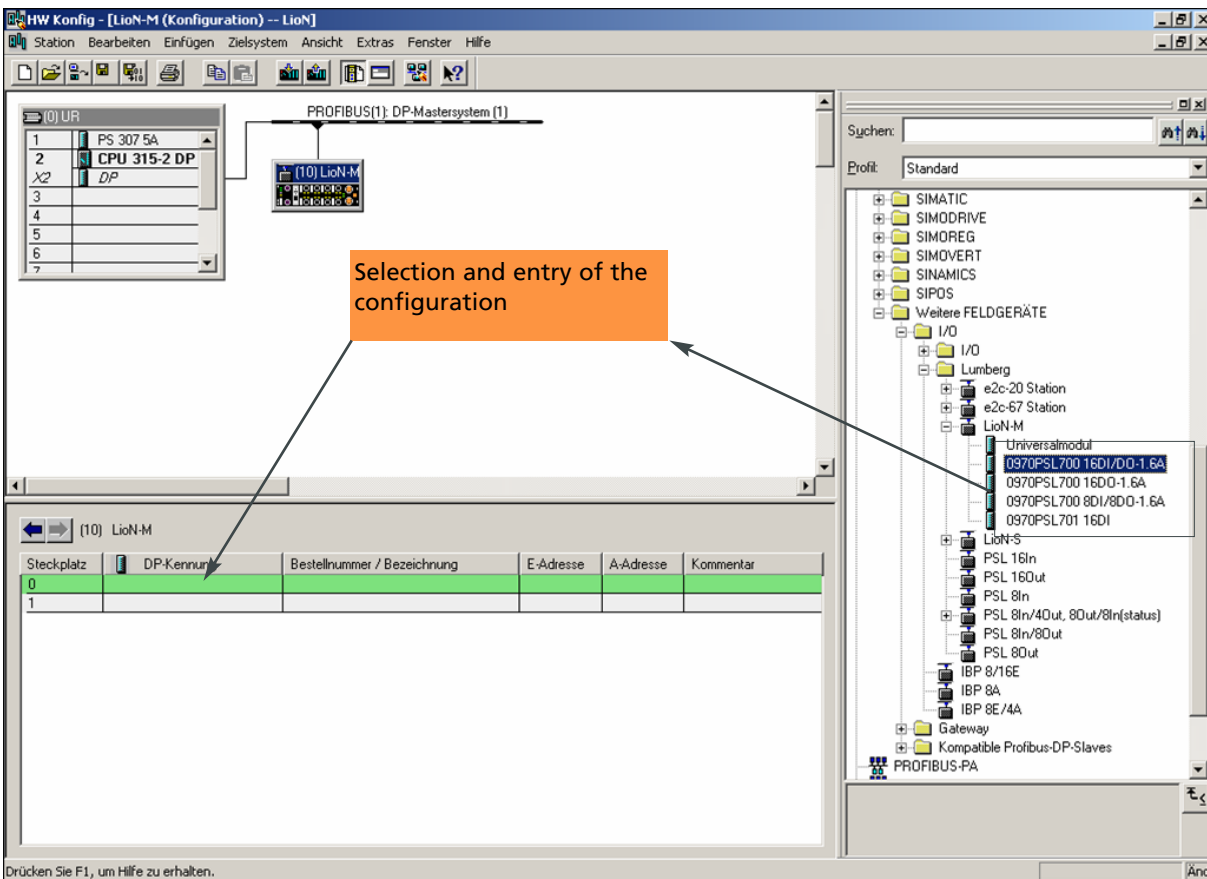 HW Konfig - [LioN-M (Konfiguration) -- LioN]
Station Bearbeiten Einfügen Zielsystem Ansicht Extras Fenster Hilfe
(0) UR
1 PS 307 5A
2 CPU 315-2 DP
X2 DP
3
4
5
6
7
PROFIBUS(1): DP-Mastersystem (1)
(10) LioN-M
Selection and entry of the
configuration
Suchen:
Profil: Standard
SIMATIC
SIMODRIVE
SIMOREG
SIMOVERT
SINAMICS
SIPOS
Weitere FELDGERÄTE
I/O
I/O
Lumberg
e2c-20 Station
e2c-67 Station
LioN-M
Universalmodul
0970PSL700 16DI/DO-1.6A
0970PSL700 16DO-1.6A
0970PSL700 8DI/8DO-1.6A
0970PSL701 16DI
LioN-S
PSL 16In
PSL 16Out
PSL 8In
PSL 8In/4Out, 8Out/8In(status)
PSL 8In/8Out
PSL 8Out
IBP 8/16E
IBP 8A
IBP 8E/4A
Gateway
Kompatible Profibus-DP-Slaves
PROFIBUS-PA
(10) LioN-M
Steckplatz DP-Kennung Bestellnummer / Bezeichnung E-Adresse A-Adresse Kommentar
0
1
Drücken Sie F1, um Hilfe zu erhalten.